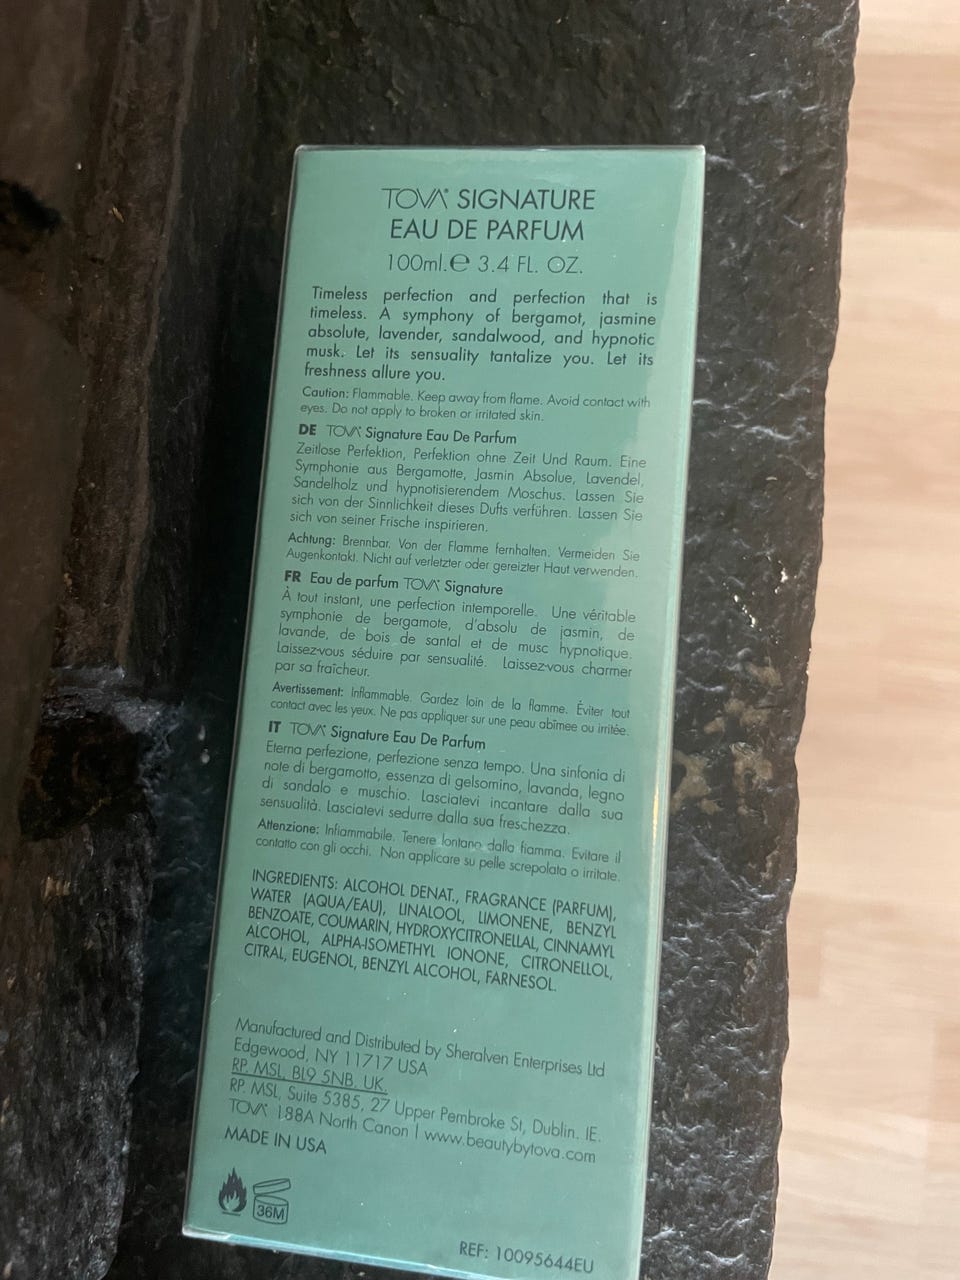 TOVA® SIGNATURE
EAU DE PARFUM
100ml.℮ 3.4 FL. OZ.
Timeless perfection and perfection that is
timeless. A symphony of bergamot, jasmine
absolute, lavender, sandalwood, and hypnotic
musk. Let its sensuality tantalize you. Let its
freshness allure you.
Caution: Flammable. Keep away from flame. Avoid contact with
eyes. Do not apply to broken or irritated skin.
DE TOVA® Signature Eau De Parfum
Zeitlose Perfektion, Perfektion ohne Zeit Und Raum. Eine
Symphonie aus Bergamotte, Jasmin Absolue, Lavendel,
Sandelholz und hypnotisierendem Moschus. Lassen Sie
sich von der Sinnlichkeit dieses Dufts verführen. Lassen Sie
sich von seiner Frische inspirieren.
Achtung: Brennbar. Von der Flamme fernhalten. Vermeiden Sie
Augenkontakt. Nicht auf verletzter oder gereizter Haut verwenden.
FR Eau de parfum TOVA® Signature
À tout instant, une perfection intemporelle. Une véritable
symphonie de bergamote, d'absolu de jasmin, de
lavande, de bois de santal et de musc hypnotique.
Laissez-vous séduire par sensualité. Laissez-vous charmer
par sa fraîcheur.
Avertissement: Inflammable. Gardez loin de la flamme. Éviter tout
contact avec les yeux. Ne pas appliquer sur une peau abîmee ou irritée.
IT TOVA® Signature Eau De Parfum
Eterna perfezione, perfezione senza tempo. Una sinfonia di
note di bergamotto, essenza di gelsomino, lavanda, legno
di sandalo e muschio. Lasciatevi incantare dalla sua
sensualità. Lasciatevi sedurre dalla sua freschezza.
Attenzione: Infiammabile. Tenere lontano dalla fiamma. Evitare il
contatto con gli occhi. Non applicare su pelle screpolata o irritate.
INGREDIENTS: ALCOHOL DENAT., FRAGRANCE (PARFUM),
WATER (AQUA/EAU), LINALOOL, LIMONENE, BENZYL
BENZOATE, COUMARIN, HYDROXYCITRONELLAL, CINNAMYL
ALCOHOL, ALPHA-ISOMETHYL IONONE, CITRONELLOL,
CITRAL, EUGENOL, BENZYL ALCOHOL, FARNESOL.
Manufactured and Distributed by Sheralven Enterprises Ltd
Edgewood, NY 11717 USA
RP. MSL, BL9 5NB, UK.
RP. MSL, Suite 5385, 27 Upper Pembroke St, Dublin. IE.
TOVA® 188A North Canon | www.beautybytova.com
MADE IN USA
36M
REF: 10095644EU